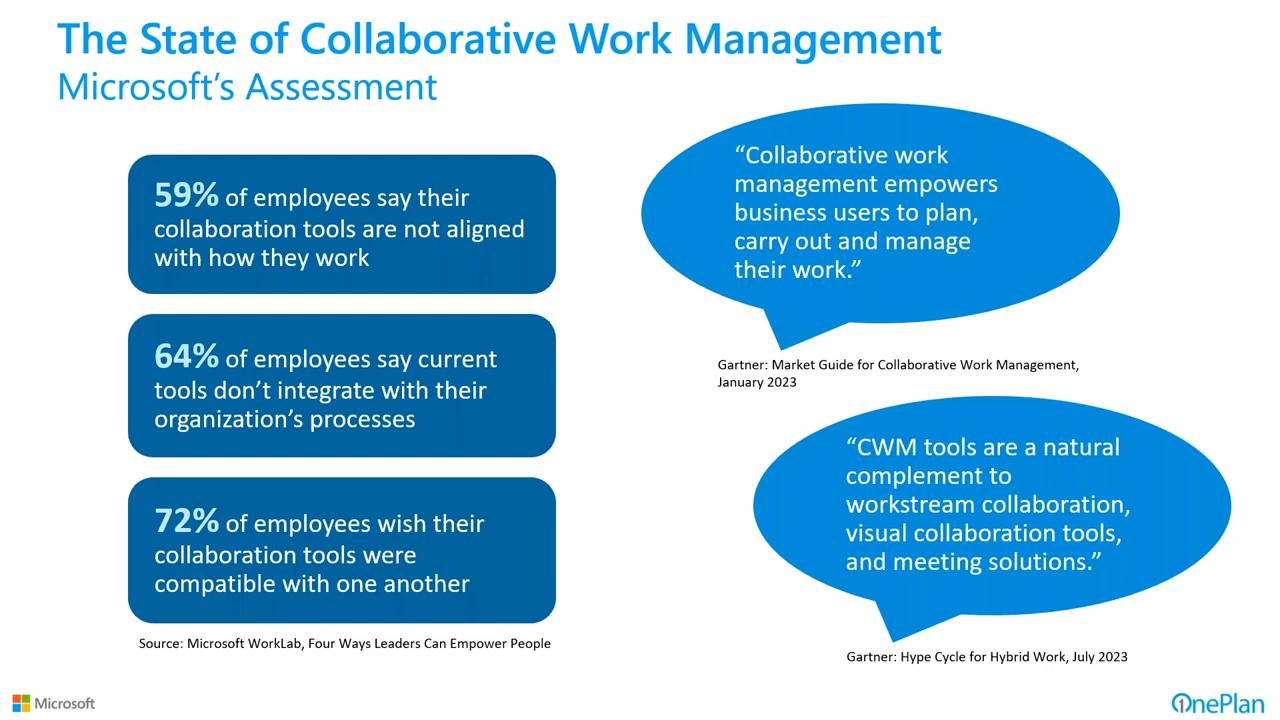 The State of Collaborative Work Management
Microsoft's Assessment
59% of employees say their
collaboration tools are not aligned
with how they work
64% of employees say current
tools don't integrate with their
organization's processes
72% of employees wish their
collaboration tools were
compatible with one another
Source: Microsoft WorkLab, Four Ways Leaders Can Empower People
“Collaborative work
management empowers
business users to plan,
carry out and manage
their work.”
Gartner: Market Guide for Collaborative Work Management,
January 2023
“CWM tools are a natural
complement to
workstream collaboration,
visual collaboration tools,
and meeting solutions.”
Gartner: Hype Cycle for Hybrid Work, July 2023
Microsoft
OnePlan